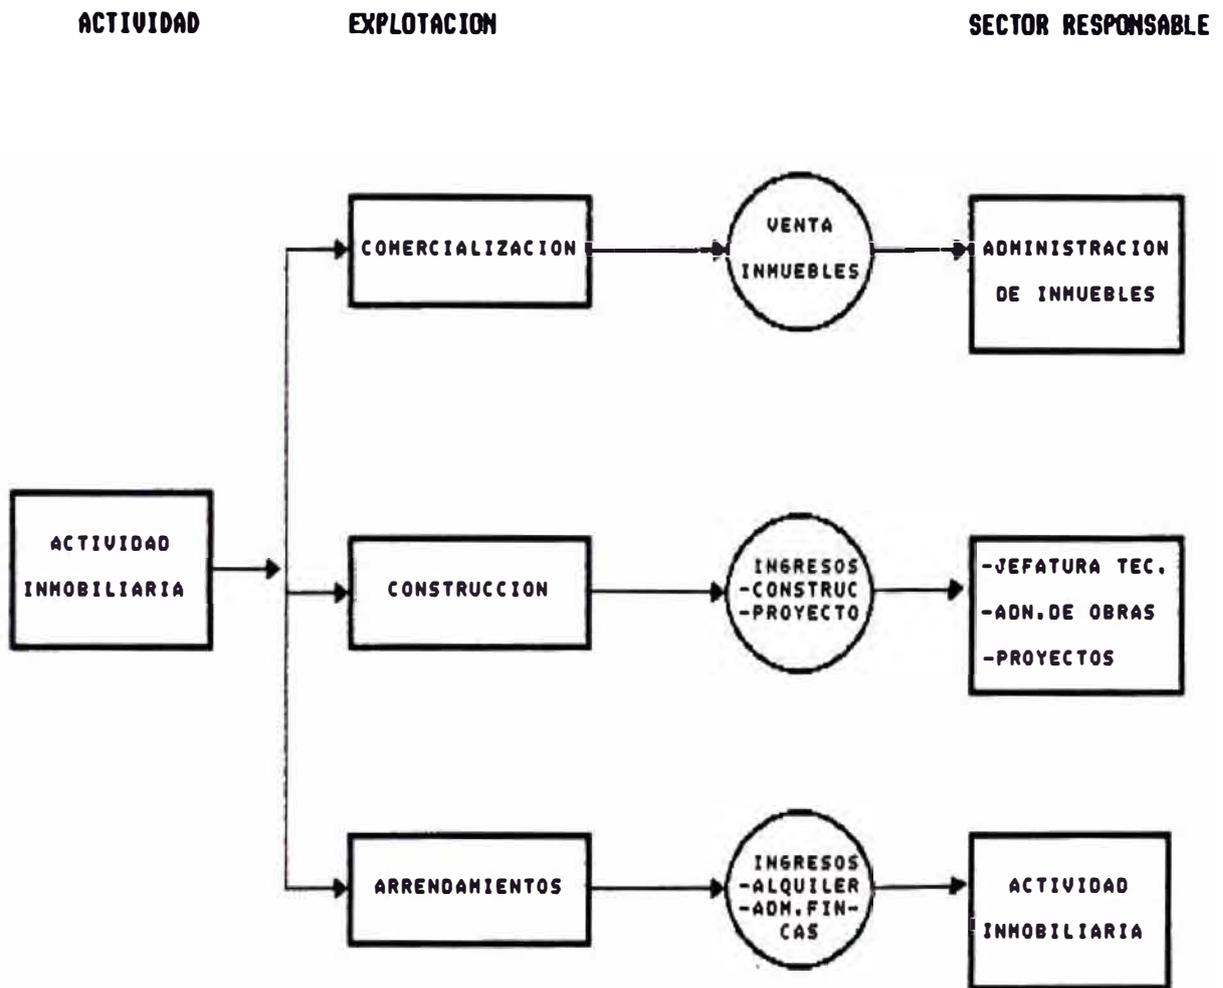 ACTIVIDAD
EXPLOTACION
SECTOR RESPONSABLE
COMERCIALIZACION
VENTA
INMUEBLES
ADMINISTRACION
DE INMUEBLES
ACTIVIDAD
INMOBILIARIA
CONSTRUCCION
INGRESOS
-CONSTRUC
-PROYECTO
-JEFATURA TEC.
-ADN.DE OBRAS
-PROYECTOS
ARRENDAMIENTOS
INGRESOS
-ALQUILER
-ADM.FIN-
CAS
ACTIVIDAD
INMOBILIARIA